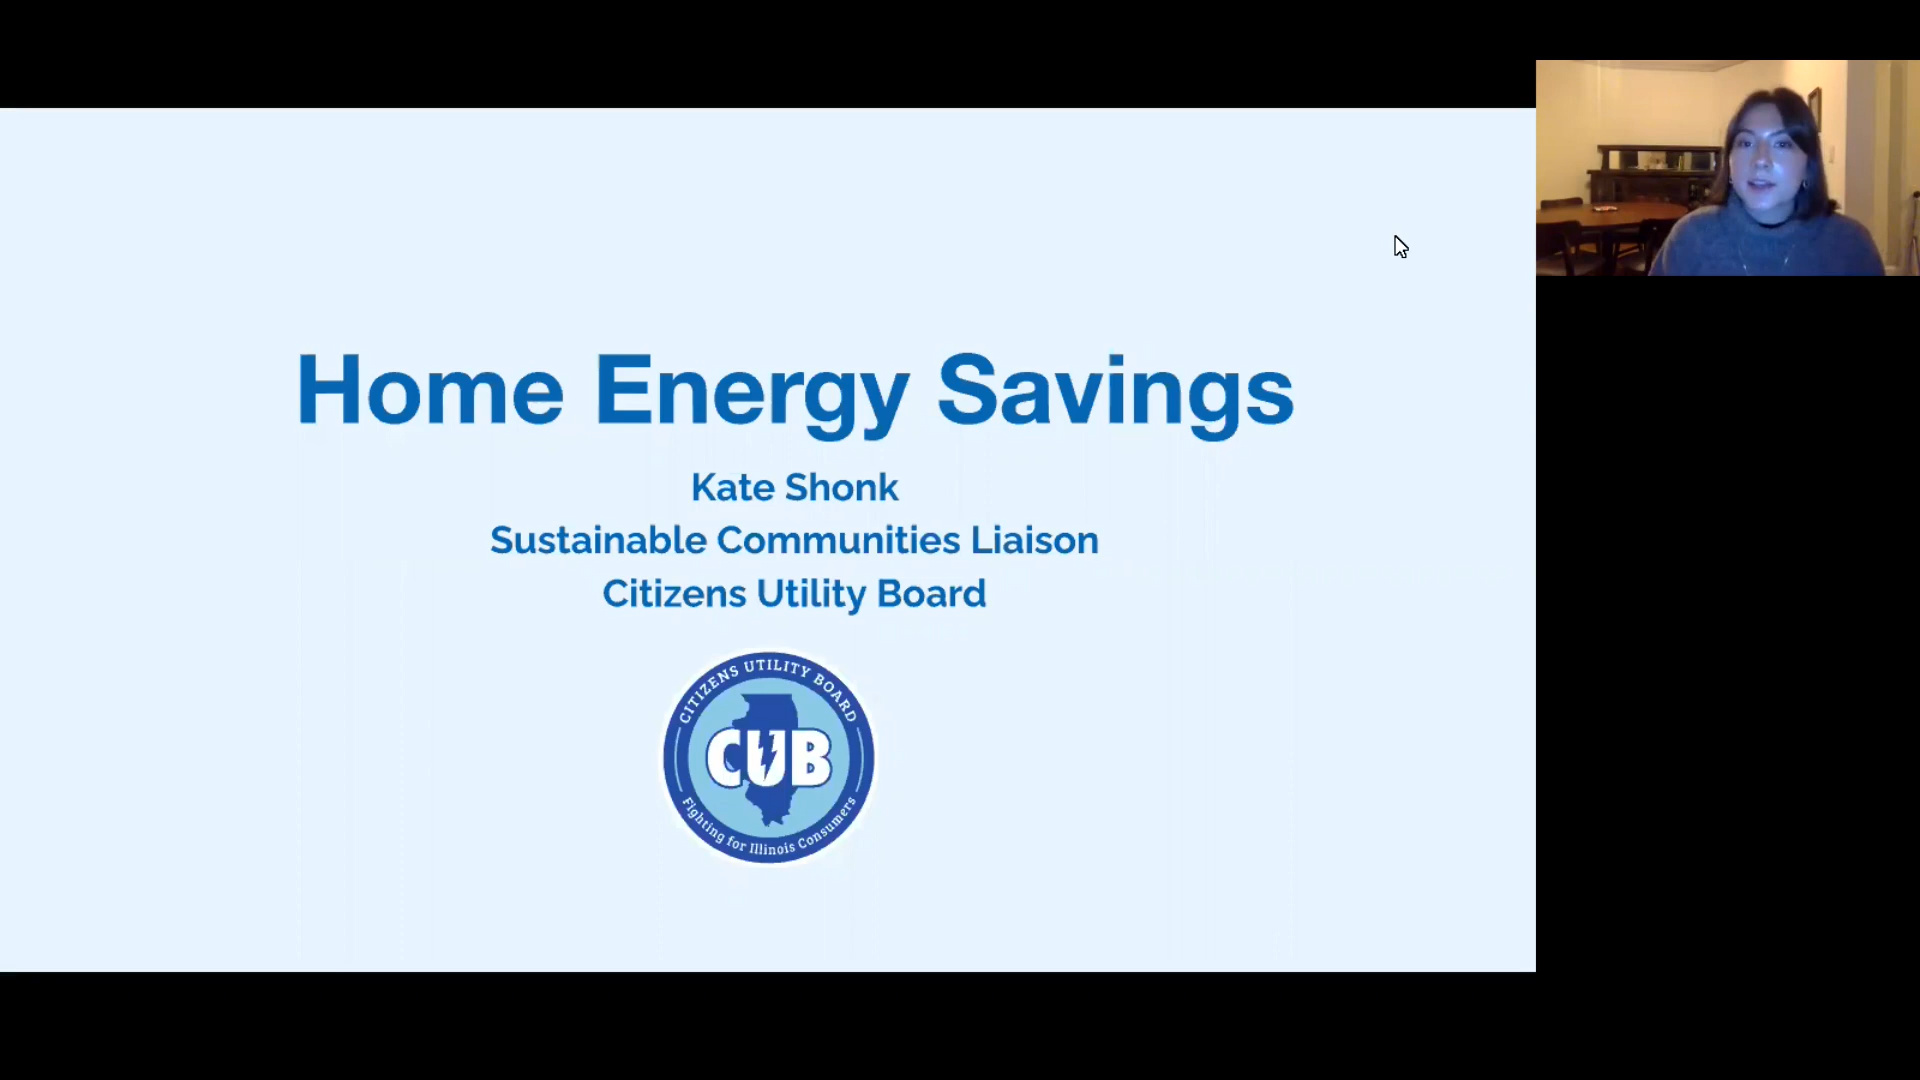 Home Energy Savings
Kate Shonk
Sustainable Communities Liaison
Citizens Utility Board
CITIZENS UTILITY BOARD
CUB
Fighting for Illinois Consumers